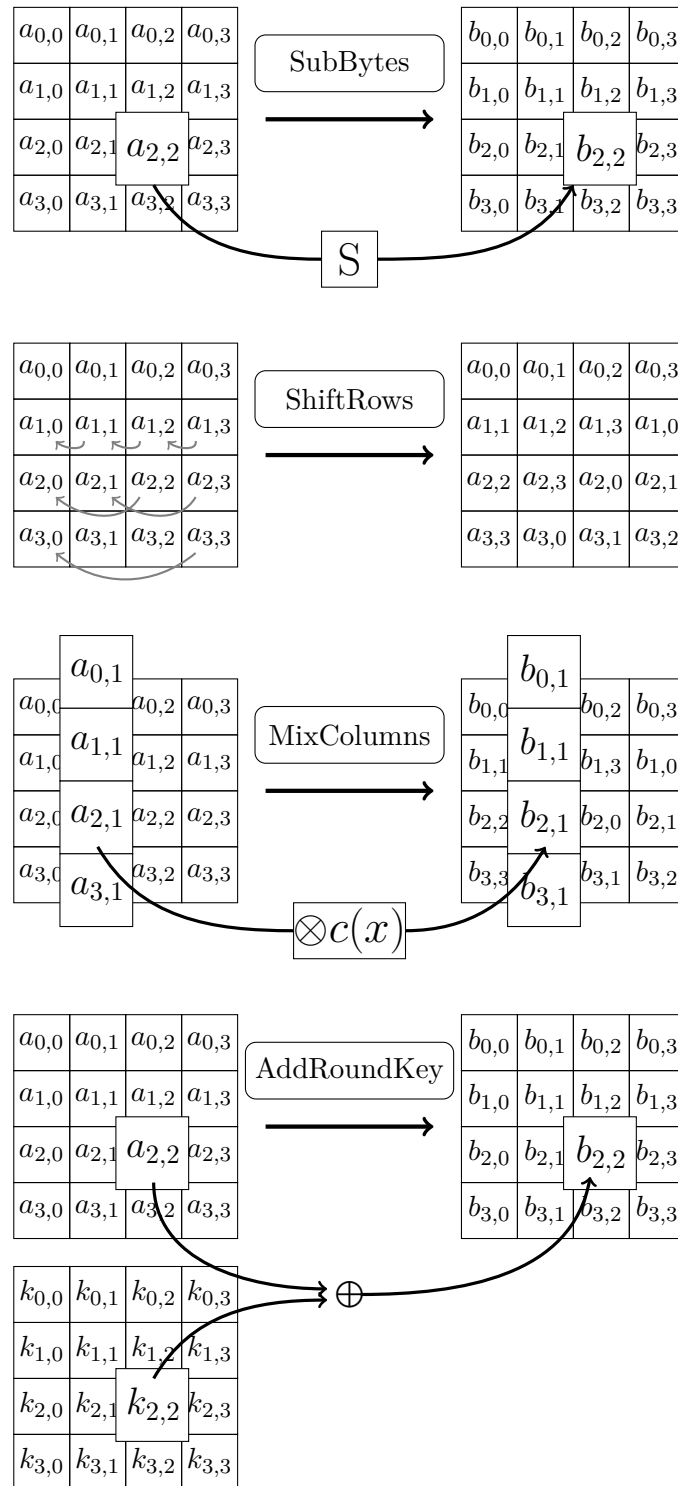 a0,0 a0,1 a0,2 a0,3 SubBytes b0,0 b0,1 b0,2 b0,3
a1,0 a1,1 a1,2 a1,3 b1,0 b1,1 b1,2 b1,3
a2,0 a2,1 a2,2 a2,3 b2,0 b2,1 b2,2 b2,3
a3,0 a3,1 a3,2 a3,3 b3,0 b3,1 b3,2 b3,3
S
a0,0 a0,1 a0,2 a0,3 ShiftRows a0,0 a0,1 a0,2 a0,3
a1,0 a1,1 a1,2 a1,3 a1,1 a1,2 a1,3 a1,0
a2,0 a2,1 a2,2 a2,3 a2,2 a2,3 a2,0 a2,1
a3,0 a3,1 a3,2 a3,3 a3,3 a3,0 a3,1 a3,2
a0,0 a0,1 a0,2 a0,3 MixColumns b0,0 b0,1 b0,2 b0,3
a1,0 a1,1 a1,2 a1,3 b1,1 b1,1 b1,3 b1,0
a2,0 a2,1 a2,2 a2,3 b2,2 b2,1 b2,0 b2,1
a3,0 a3,1 a3,2 a3,3 b3,3 b3,1 b3,1 b3,2
⊗c(x)
a0,0 a0,1 a0,2 a0,3 AddRoundKey b0,0 b0,1 b0,2 b0,3
a1,0 a1,1 a1,2 a1,3 b1,0 b1,1 b1,2 b1,3
a2,0 a2,1 a2,2 a2,3 b2,0 b2,1 b2,2 b2,3
a3,0 a3,1 a3,2 a3,3 b3,0 b3,1 b3,2 b3,3
⊕
k0,0 k0,1 k0,2 k0,3
k1,0 k1,1 k1,2 k1,3
k2,0 k2,1 k2,2 k2,3
k3,0 k3,1 k3,2 k3,3